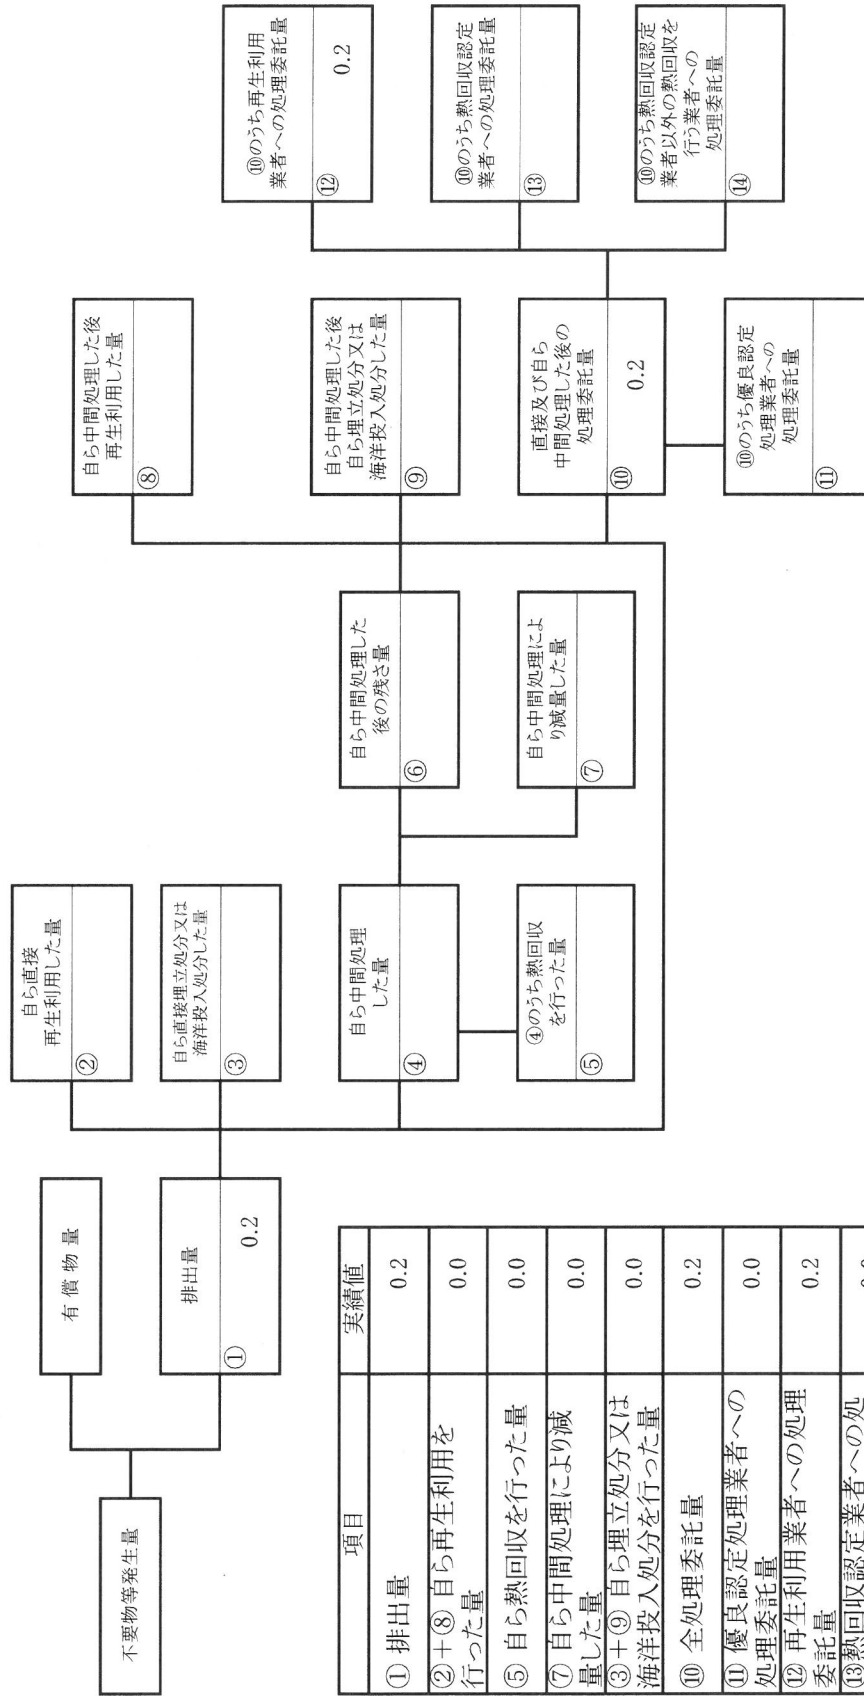 不要物等発生量
有償物量
排出量
① 0.2
自ら直接
再生利用した量
②
自ら直接埋立処分又は
海洋投入処分した量
③
自ら中間処理
した量
④
④のうち熱回収
を行った量
⑤
自ら中間処理した
後の残さ量
⑥
自ら中間処理によ
り減量した量
⑦
自ら中間処理した後
再生利用した量
⑧
自ら中間処理した後
自ら埋立処分又は
海洋投入処分した量
⑨
直接及び自ら
中間処理した後の
処理委託量
⑩ 0.2
⑩のうち優良認定
処理業者への
処理委託量
⑪
⑩のうち再生利用
業者への処理委託量
⑫ 0.2
⑩のうち熱回収認定
業者への処理委託量
⑬
⑩のうち熱回収認定
業者以外の熱回収を
行う業者への
処理委託量
⑭
項目 実績値
① 排出量 0.2
②+⑧ 自ら再生利用を
行った量 0.0
⑤ 自ら熱回収を行った量 0.0
⑦ 自ら中間処理により減
量した量 0.0
③+⑨ 自ら埋立処分又は
海洋投入処分を行った量 0.0
⑩ 全処理委託量 0.2
⑪ 優良認定処理業者への
処理委託量 0.0
⑫ 再生利用業者への処理
委託量 0.2
⑬熱回収認定業者への処